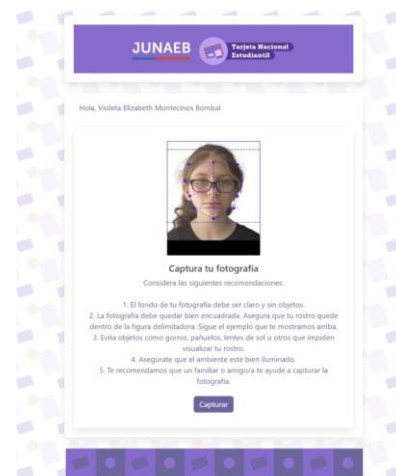 JUNAEB
Tarjeta Nacional
Estudiantil
Hola, Violeta Elizabeth Montecinos Bombal
Captura tu fotografía
Considera las siguientes recomendaciones:
1. El fondo de tu fotografía debe ser claro y sin objetos.
2. La fotografía debe quedar bien encuadrada. Asegura que tu rostro quede
dentro de la figura delimitadora. Sigue el ejemplo que te mostramos arriba.
3. Evita objetos como gorros, pañuelos, lentes de sol u otros que impiden
visualizar tu rostro.
4. Asegúrate que el ambiente esté bien iluminado.
5. Te recomendamos que un familiar o amigo/a te ayude a capturar la
fotografía.
Capturar